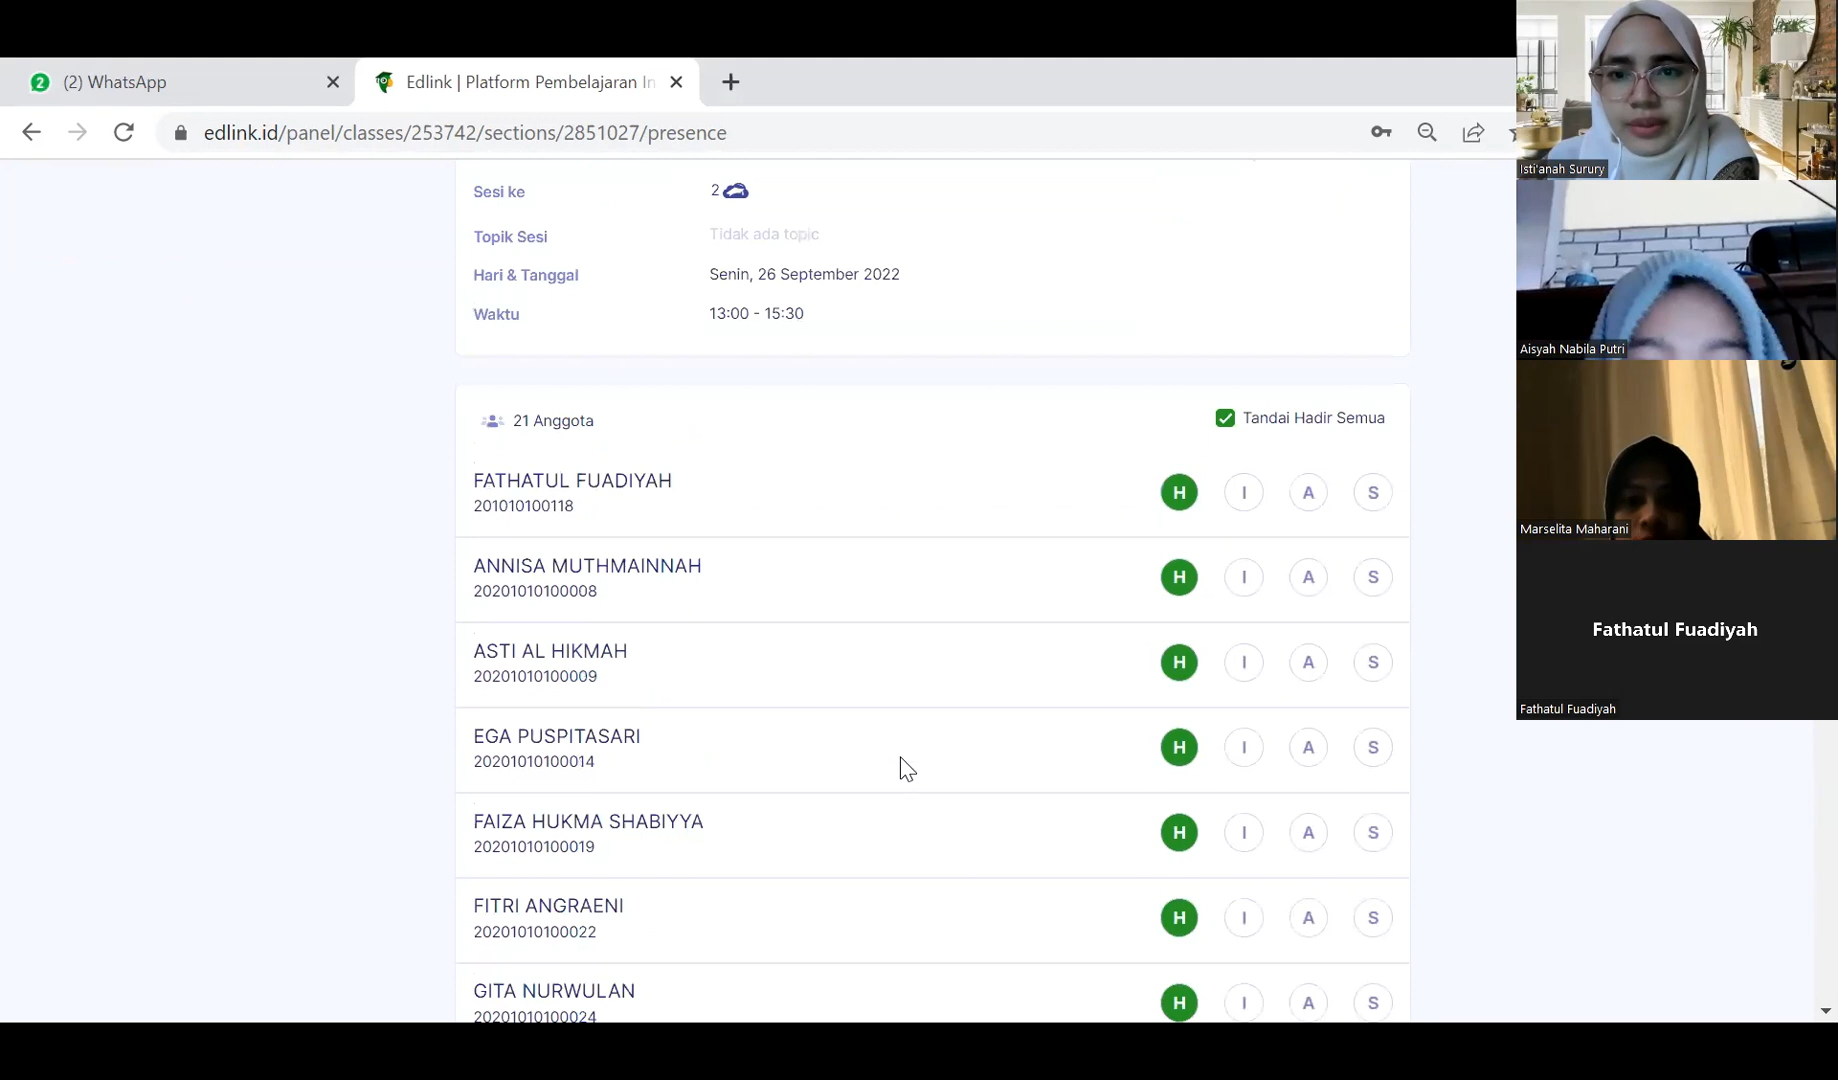 2
(2) WhatsApp
Edlink | Platform Pembelajaran In
edlink.id/panel/classes/253742/sections/2851027/presence
Sesi ke 2
Topik Sesi Tidak ada topic
Hari & Tanggal Senin, 26 September 2022
Waktu 13:00 - 15:30
21 Anggota
Tandai Hadir Semua
FATHATUL FUADIYAH
201010100118
H I A S
ANNISA MUTHMAINNAH
20201010100008
H I A S
ASTI AL HIKMAH
20201010100009
H I A S
EGA PUSPITASARI
20201010100014
H I A S
FAIZA HUKMA SHABIYYA
20201010100019
H I A S
FITRI ANGRAENI
20201010100022
H I A S
GITA NURWULAN
20201010100024
H I A S
Isti'anah Surury
Aisyah Nabila Putri
Marselita Maharani
Fathatul Fuadiyah
Fathatul Fuadiyah